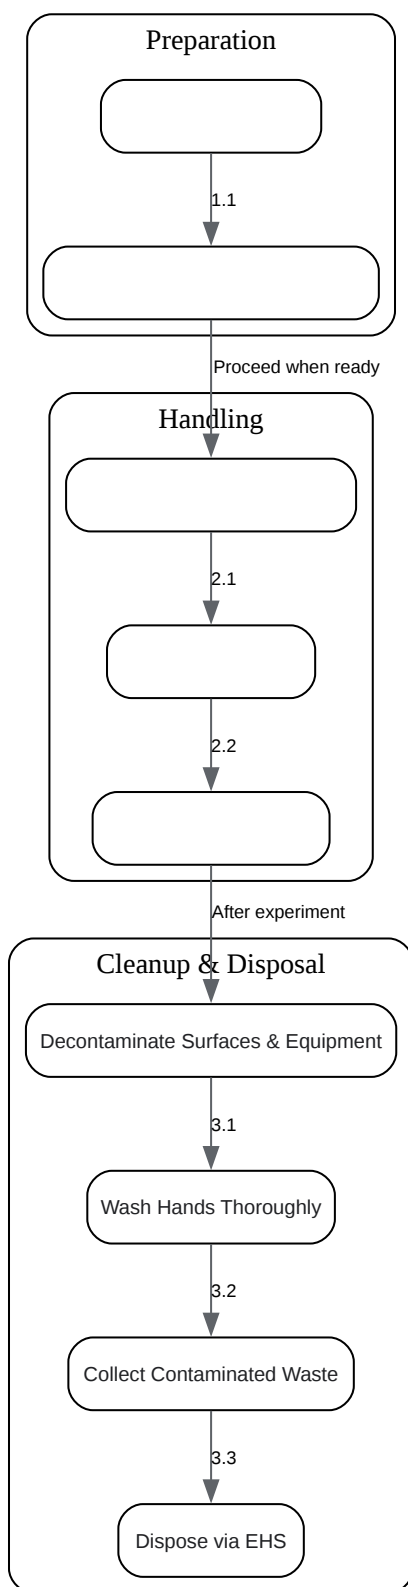 Preparation
1.1
Proceed when ready
Handling
2.1
2.2
After experiment
Cleanup & Disposal
Decontaminate Surfaces & Equipment
3.1
Wash Hands Thoroughly
3.2
Collect Contaminated Waste
3.3
Dispose via EHS